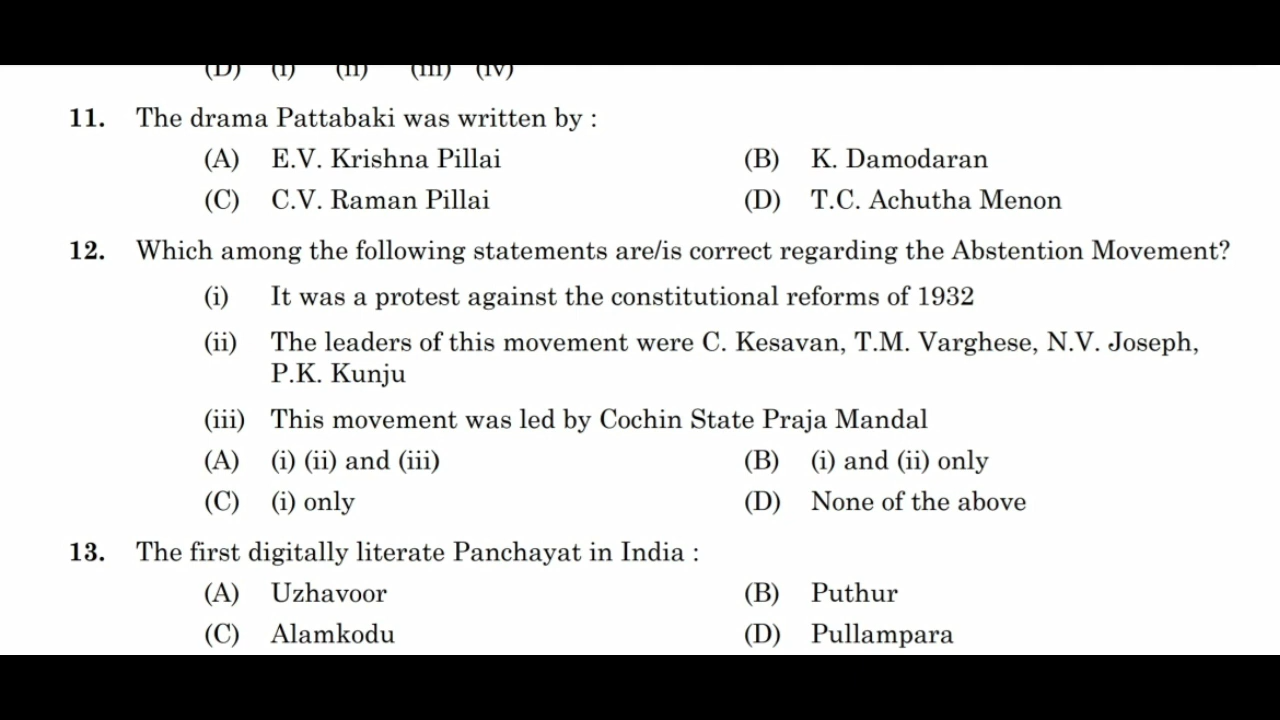 (D) (i) (ii) (iii) (iv)
11. The drama Pattabaki was written by :
(A) E.V. Krishna Pillai (B) K. Damodaran
(C) C.V. Raman Pillai (D) T.C. Achutha Menon
12. Which among the following statements are/is correct regarding the Abstention Movement?
(i) It was a protest against the constitutional reforms of 1932
(ii) The leaders of this movement were C. Kesavan, T.M. Varghese, N.V. Joseph,
P.K. Kunju
(iii) This movement was led by Cochin State Praja Mandal
(A) (i) (ii) and (iii) (B) (i) and (ii) only
(C) (i) only (D) None of the above
13. The first digitally literate Panchayat in India :
(A) Uzhavoor (B) Puthur
(C) Alamkodu (D) Pullampara